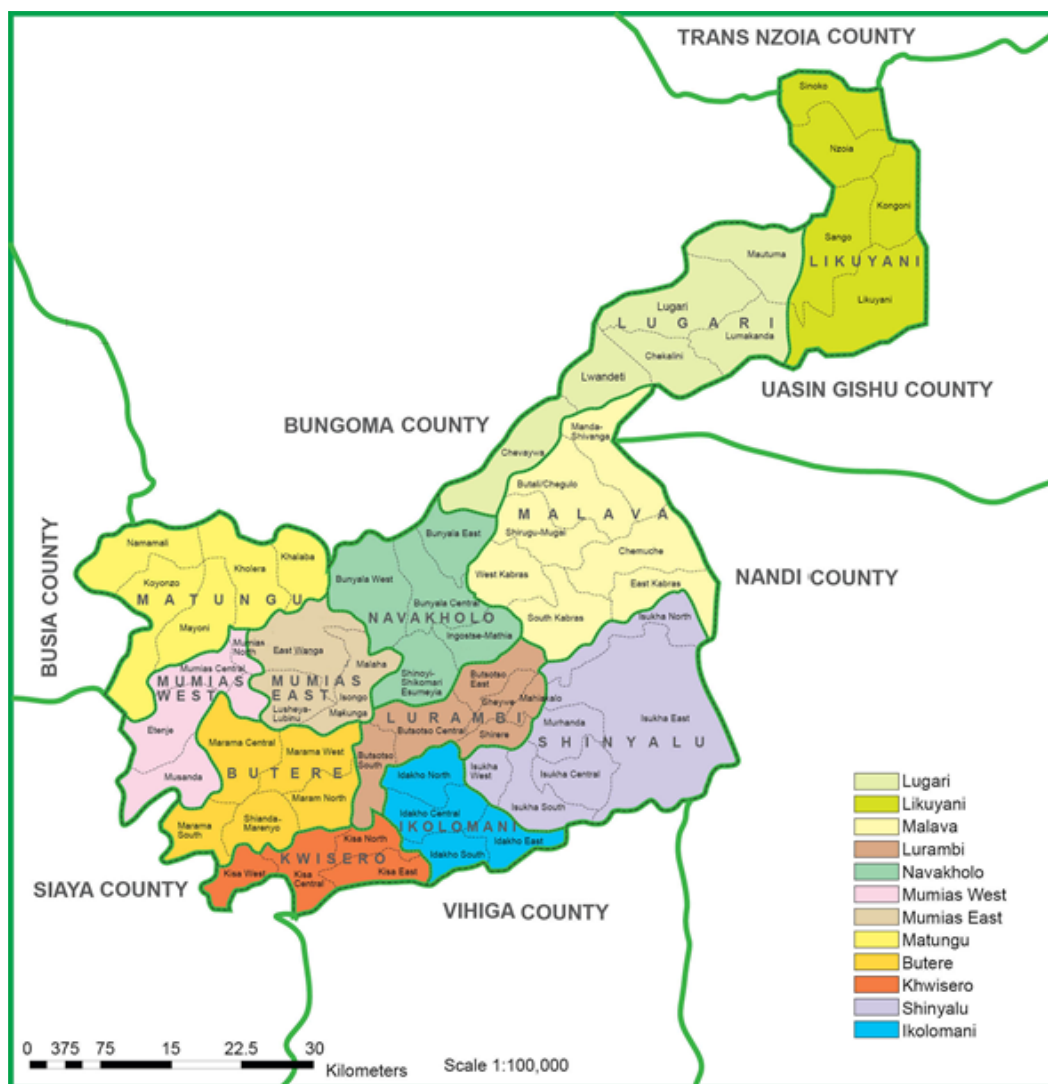 TRANS NZOIA COUNTY
Sinoko
Nzoia
Kongoni
Sango
LIKUYANI
Likuyani
Mautuma
Lugari
LUGARI
Lumakanda
Chekalini
Lwandeti
UASIN GISHU COUNTY
BUNGOMA COUNTY
Manda-
Shivanga
Chevaywa
Butali/Chegulo
MALAVA
Shirugu-Mugai
Chemuche
West Kabras
East Kabras
South Kabras
NANDI COUNTY
BUSIA COUNTY
Namamali
Khalaba
Kholera
Koyonzo
MATUNGU
Mayoni
Bunyala East
Bunyala West
Bunyala Central
NAVAKHOLO
Ingostse-Mathia
Shinoyi-
Shikomari
Esumeyia
Mumias
North
Mumias Central
MUMIAS
WEST
Etenje
Musanda
East Wanga
Malaha
MUMIAS
EAST
Isongo
Lusheya-
Lubinu
Makunga
Butsotso
East
Sheywe
Mahiakalo
LURAMBI
Butsotso Central
Shirere
Butsotso
South
Isukha North
Isukha East
Murhanda
SHINYALU
Isukha
West
Isukha Central
Isukha South
Marama Central
Marama West
BUTERE
Maram North
Marama
South
Shianda-
Marenyo
Idakho North
Idakho Central
IKOLOMANI
Idakho East
Idakho South
Kisa North
KWISERO
Kisa West
Kisa
Central
Kisa East
SIAYA COUNTY
VIHIGA COUNTY
Lugari
Likuyani
Malava
Lurambi
Navakholo
Mumias West
Mumias East
Matungu
Butere
Khwisero
Shinyalu
Ikolomani
0 375 75 15 22.5 30
Kilometers
Scale 1:100,000